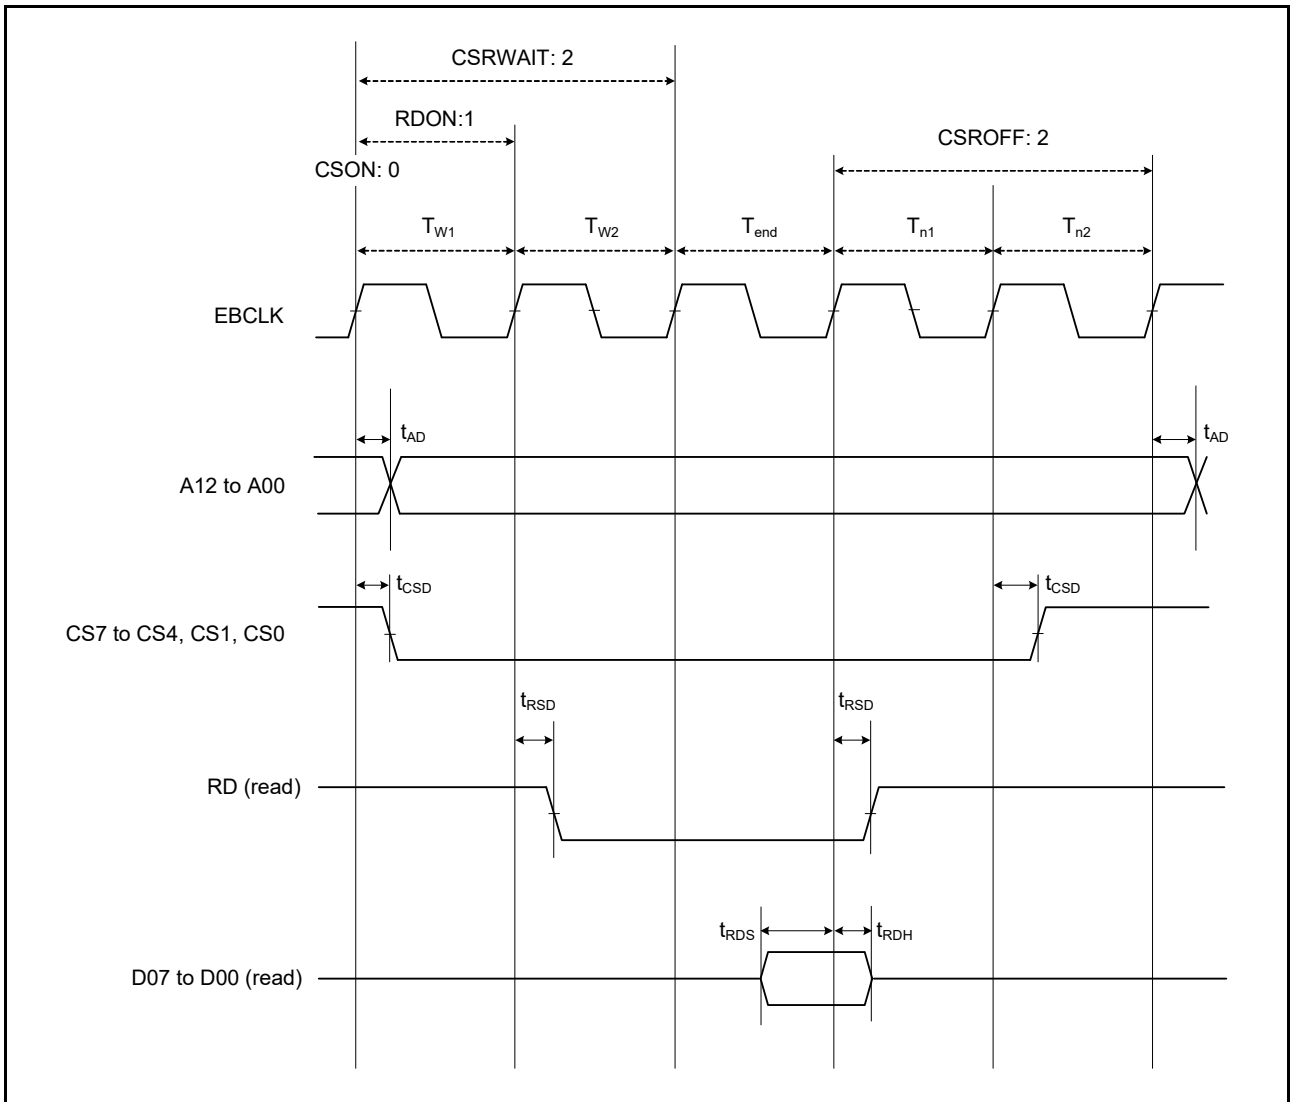 CSRWAIT: 2
RDON:1
CSROFF: 2
CSON: 0
TW1 TW2 Tend Tn1 Tn2
EBCLK
tAD tAD
A12 to A00
tCSD tCSD
CS7 to CS4, CS1, CS0
tRSD tRSD
RD (read)
tRDS tRDH
D07 to D00 (read)